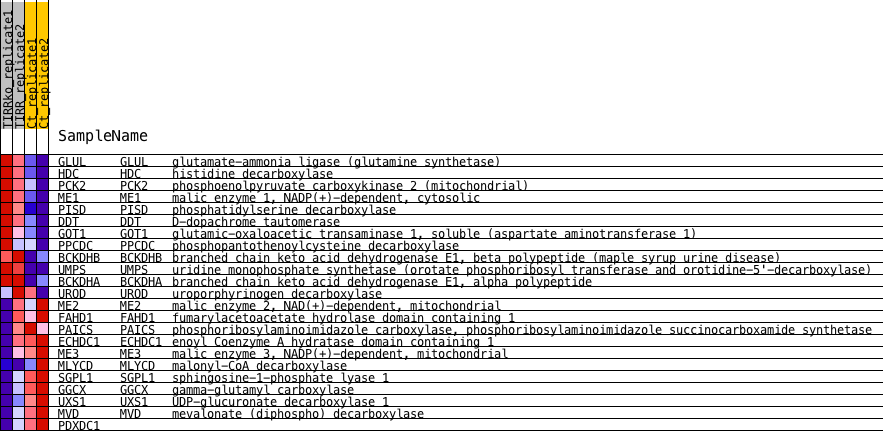 TIRRko_replicate1
TIRR_replicate2
Ct_replicate1
Ct_replicate2
SampleName
GLUL GLUL glutamate-ammonia ligase (glutamine synthetase)
HDC HDC histidine decarboxylase
PCK2 PCK2 phosphoenolpyruvate carboxykinase 2 (mitochondrial)
ME1 ME1 malic enzyme 1, NADP(+)-dependent, cytosolic
PISD PISD phosphatidylserine decarboxylase
DDT DDT D-dopachrome tautomerase
GOT1 GOT1 glutamic-oxaloacetic transaminase 1, soluble (aspartate aminotransferase 1)
PPCDC PPCDC phosphopantothenoylcysteine decarboxylase
BCKDHB BCKDHB branched chain keto acid dehydrogenase E1, beta polypeptide (maple syrup urine disease)
UMPS UMPS uridine monophosphate synthetase (orotate phosphoribosyl transferase and orotidine-5'-decarboxylase)
BCKDHA BCKDHA branched chain keto acid dehydrogenase E1, alpha polypeptide
UROD UROD uroporphyrinogen decarboxylase
ME2 ME2 malic enzyme 2, NAD(+)-dependent, mitochondrial
FAHD1 FAHD1 fumarylacetoacetate hydrolase domain containing 1
PAICS PAICS phosphoribosylaminoimidazole carboxylase, phosphoribosylaminoimidazole succinocarboxamide synthetase
ECHDC1 ECHDC1 enoyl Coenzyme A hydratase domain containing 1
ME3 ME3 malic enzyme 3, NADP(+)-dependent, mitochondrial
MLYCD MLYCD malonyl-CoA decarboxylase
SGPL1 SGPL1 sphingosine-1-phosphate lyase 1
GGCX GGCX gamma-glutamyl carboxylase
UXS1 UXS1 UDP-glucuronate decarboxylase 1
MVD MVD mevalonate (diphospho) decarboxylase
PDXDC1